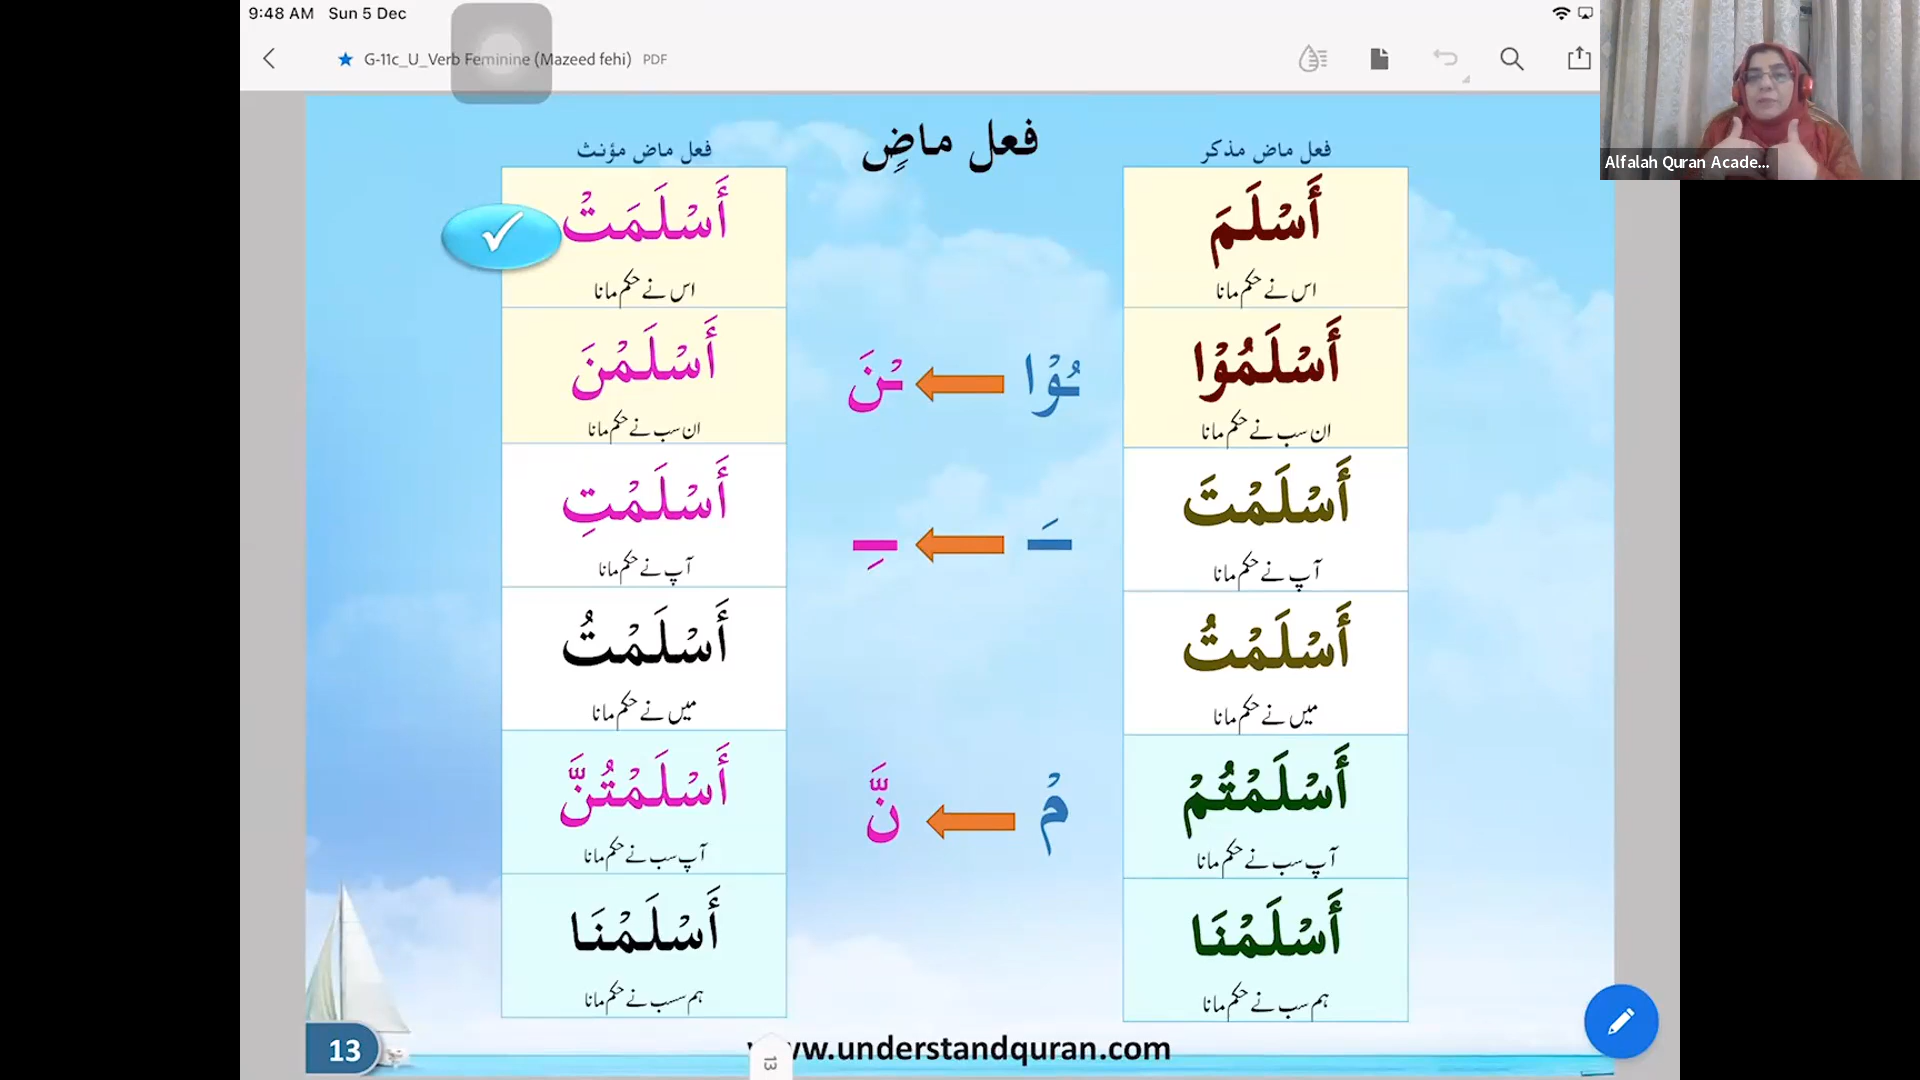 9:48 AM Sun 5 Dec
G-11c_U_Verb Feminine (Mazeed fehi) PDF
Alfalah Quran Acade...
فعل ماضٍ
فعل ماض مذکر
فعل ماض مؤنث
أَسْلَمَ
اس نے حکم مانا
أَسْلَمَتْ
اس نے حکم مانا
أَسْلَمُوْا
ان سب نے حکم مانا
ـُوْا
ـْنَ
أَسْلَمْنَ
ان سب نے حکم مانا
أَسْلَمْتَ
آپ نے حکم مانا
ـَ
ـِ
أَسْلَمْتِ
آپ نے حکم مانا
أَسْلَمْتُ
میں نے حکم مانا
أَسْلَمْتُ
میں نے حکم مانا
أَسْلَمْتُمْ
آپ سب نے حکم مانا
مْ
نَّ
أَسْلَمْتُنَّ
آپ سب نے حکم مانا
أَسْلَمْنَا
ہم سب نے حکم مانا
أَسْلَمْنَا
ہم سب نے حکم مانا
13
www.understandquran.com
13